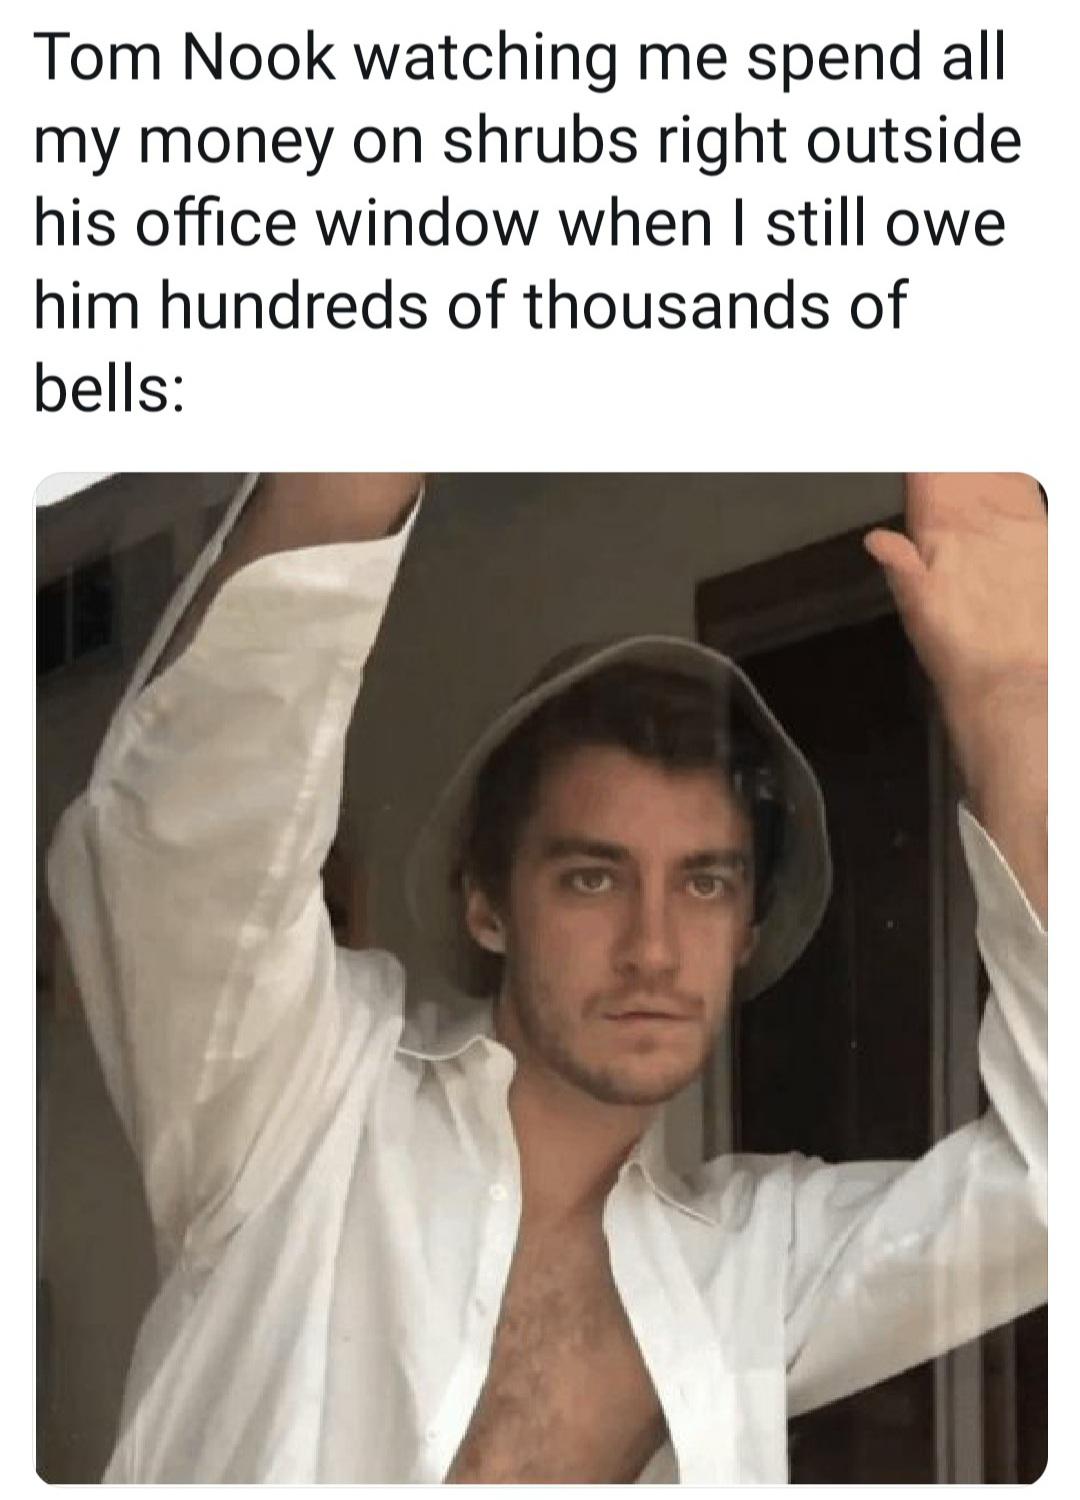 Tom Nook watching me spend all
my money on shrubs right outside
his office window when I still owe
him hundreds of thousands of
bells: